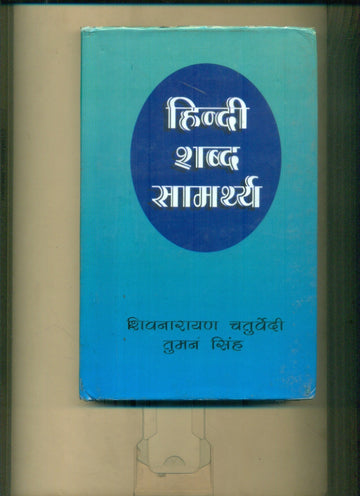 हिन्दी
शब्द
सामर्थ्य
शिवनारायण चतुर्वेदी
तुमन सिंह